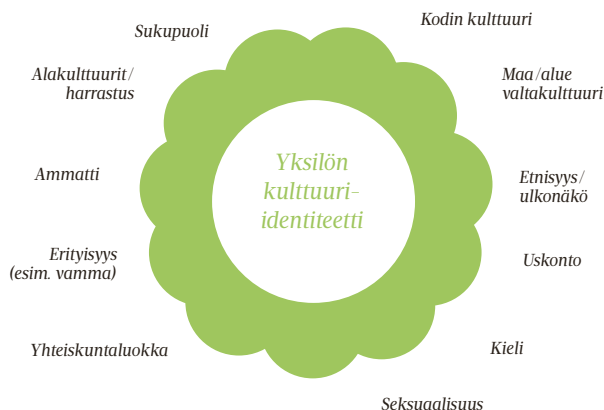 Sukupuoli
Kodin kulttuuri
Alakulttuurit/
harrastus
Maa/alue
valtakulttuuri
Yksilön
kulttuuri-
identiteetti
Ammatti
Etnisyys/
ulkonäkö
Erityisyys
(esim. vamma)
Uskonto
Yhteiskuntaluokka
Kieli
Seksuaalisuus